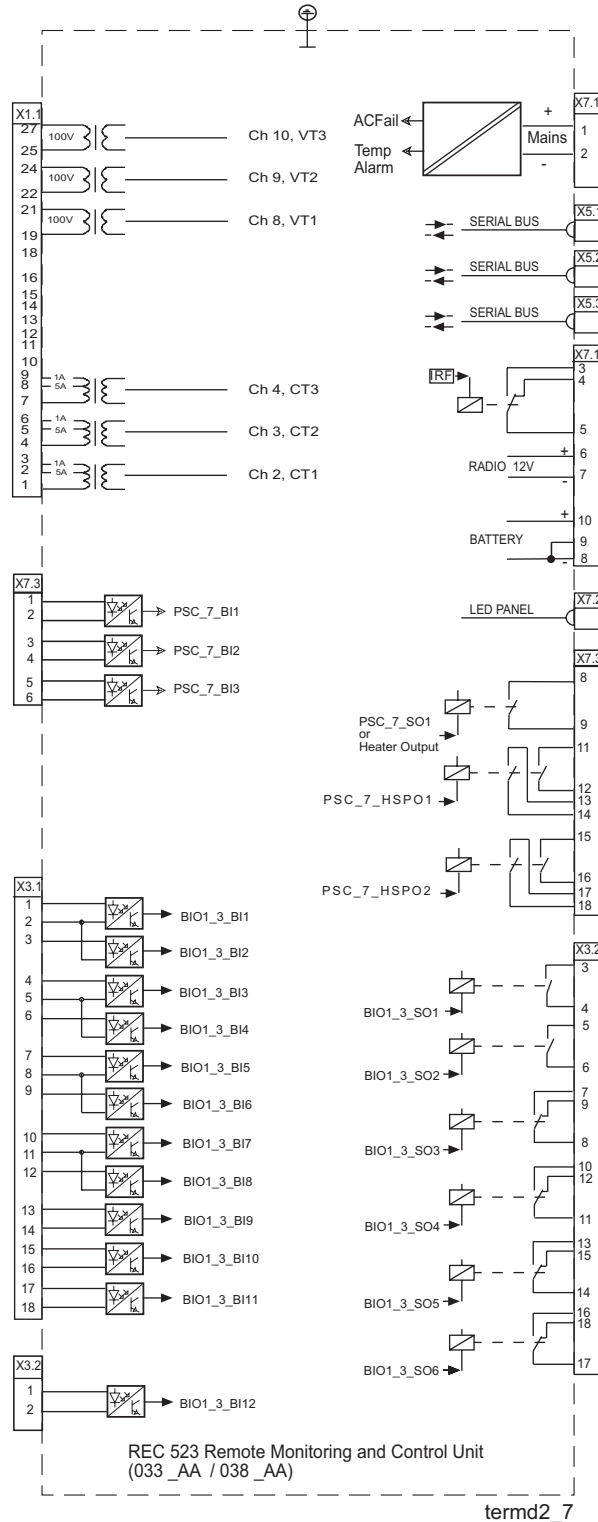 X1.1
27
100V
25
Ch 10, VT3
24
100V
22
Ch 9, VT2
21
100V
19
Ch 8, VT1
18
16
15
14
13
12
11
10
9
1A
8
5A
7
Ch 4, CT3
6
1A
5
5A
4
Ch 3, CT2
3
1A
2
5A
1
Ch 2, CT1
X7.3
1
2
PSC_7_BI1
3
4
PSC_7_BI2
5
6
PSC_7_BI3
X3.1
1
2
BIO1_3_BI1
3
BIO1_3_BI2
4
5
BIO1_3_BI3
6
BIO1_3_BI4
7
8
BIO1_3_BI5
9
BIO1_3_BI6
10
11
BIO1_3_BI7
12
BIO1_3_BI8
13
14
BIO1_3_BI9
15
16
BIO1_3_BI10
17
18
BIO1_3_BI11
X3.2
1
2
BIO1_3_BI12
X7.1
ACFail
Temp
Alarm
+
Mains
-
1
2
X5.1
SERIAL BUS
X5.2
SERIAL BUS
X5.3
SERIAL BUS
X7.1
IRF
3
4
5
+
6
RADIO 12V
-
7
+
10
BATTERY
9
-
8
X7.2
LED PANEL
X7.3
8
PSC_7_SO1
or
Heater Output
9
11
PSC_7_HSPO1
12
13
14
15
PSC_7_HSPO2
16
17
18
X3.2
3
BIO1_3_SO1
4
5
BIO1_3_SO2
6
7
9
BIO1_3_SO3
8
10
12
BIO1_3_SO4
11
13
15
BIO1_3_SO5
14
16
18
BIO1_3_SO6
17
REC 523 Remote Monitoring and Control Unit
(033 _AA / 038 _AA)
termd2_7